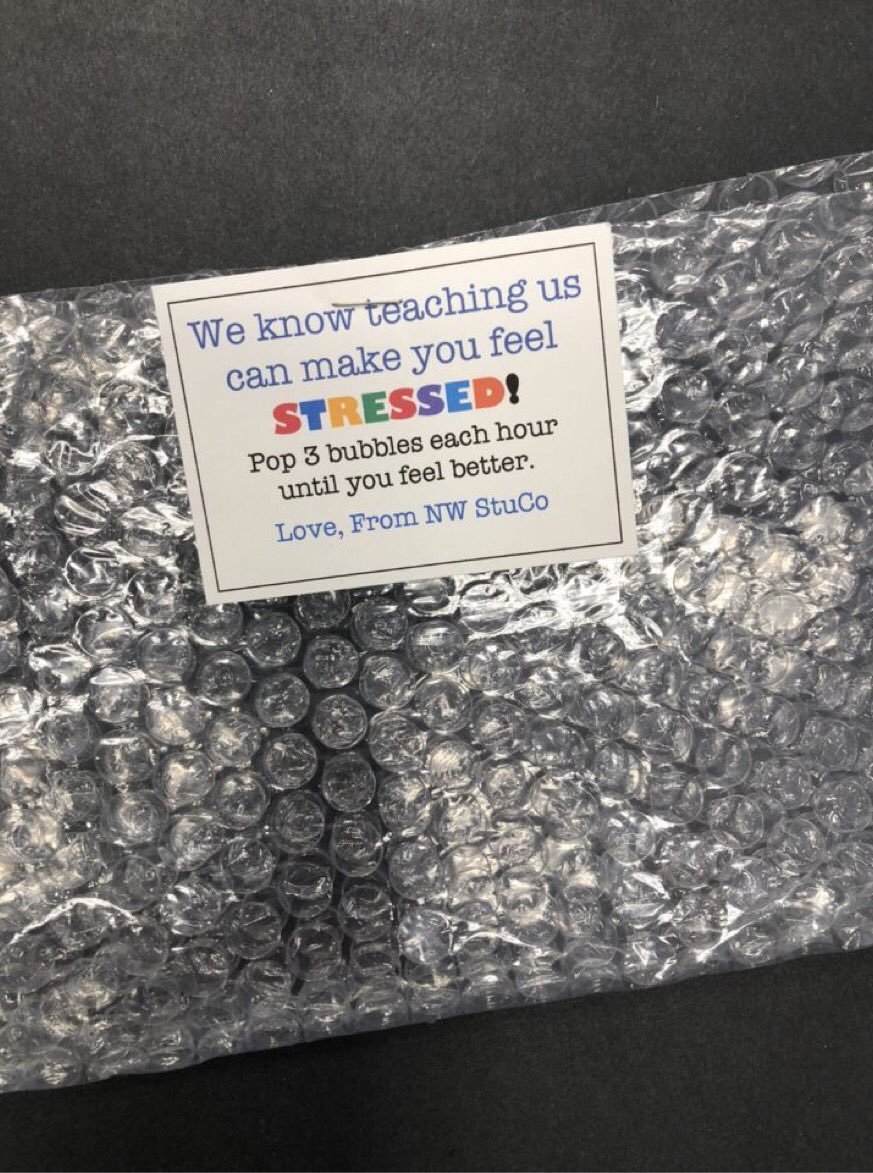 We know teaching us
can make you feel
STRESSED!
Pop 3 bubbles each hour
until you feel better.
Love, From NW StuCo